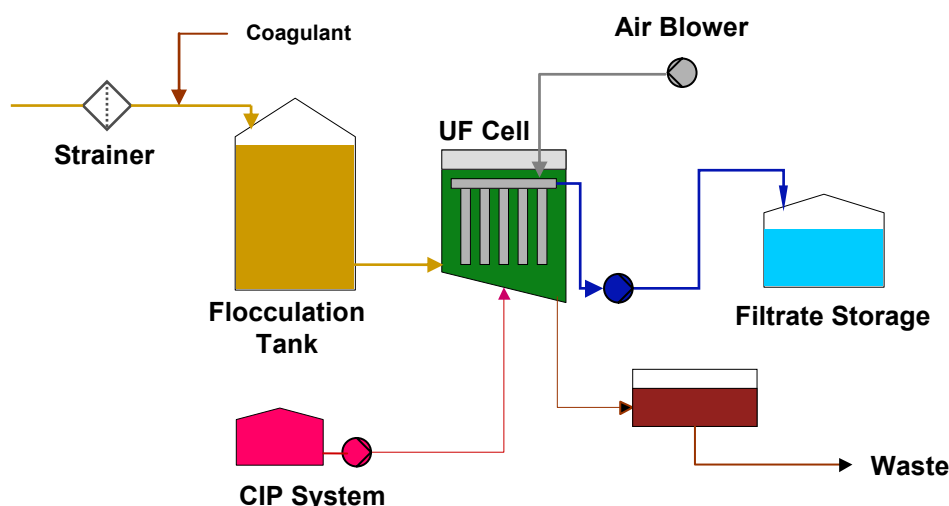 Coagulant
Air Blower
Strainer
UF Cell
Flocculation
Tank
Filtrate Storage
CIP System
Waste